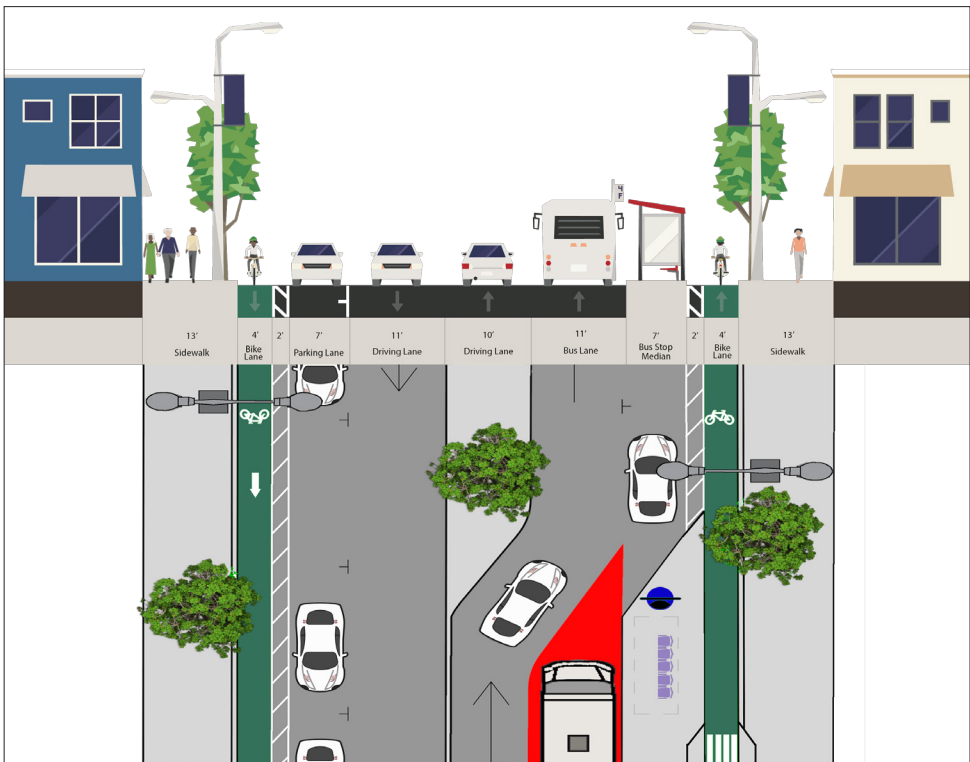 4
F
13'
Sidewalk
4'
Bike
Lane
2'
7'
Parking Lane
11'
Driving Lane
10'
Driving Lane
11'
Bus Lane
7'
Bus Stop
Median
2'
4'
Bike
Lane
13'
Sidewalk